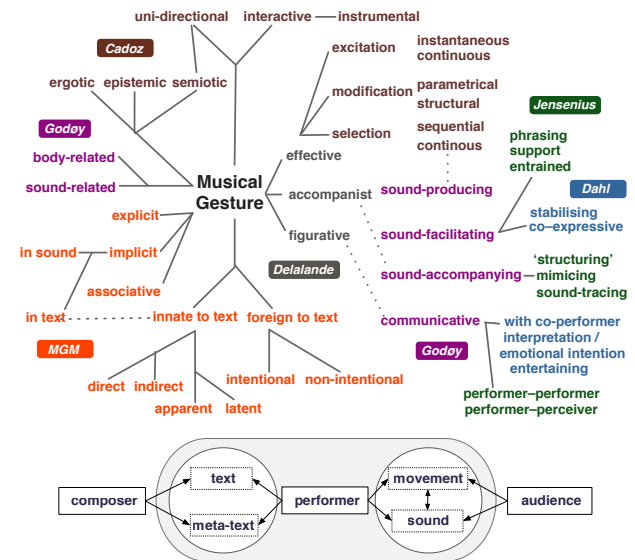 uni-directional interactive instrumental
Cadoz
excitation instantaneous
continuous
ergotic epistemic semiotic
modification parametrical
structural
Jensenius
Godøy
selection sequential
continous
phrasing
support
entrained
body-related
effective
sound-related
Musical
Gesture
accompanist
sound-producing
Dahl
explicit
stabilising
co–expressive
figurative
sound-facilitating
in sound implicit
Delalande
sound-accompanying
‘structuring’
mimicing
sound-tracing
associative
in text innate to text foreign to text
communicative
with co-performer
interpretation /
emotional intention
entertaining
MGM
Godøy
direct indirect
intentional non-intentional
apparent latent
performer–performer
performer–perceiver
text
movement
composer
performer
audience
meta-text
sound